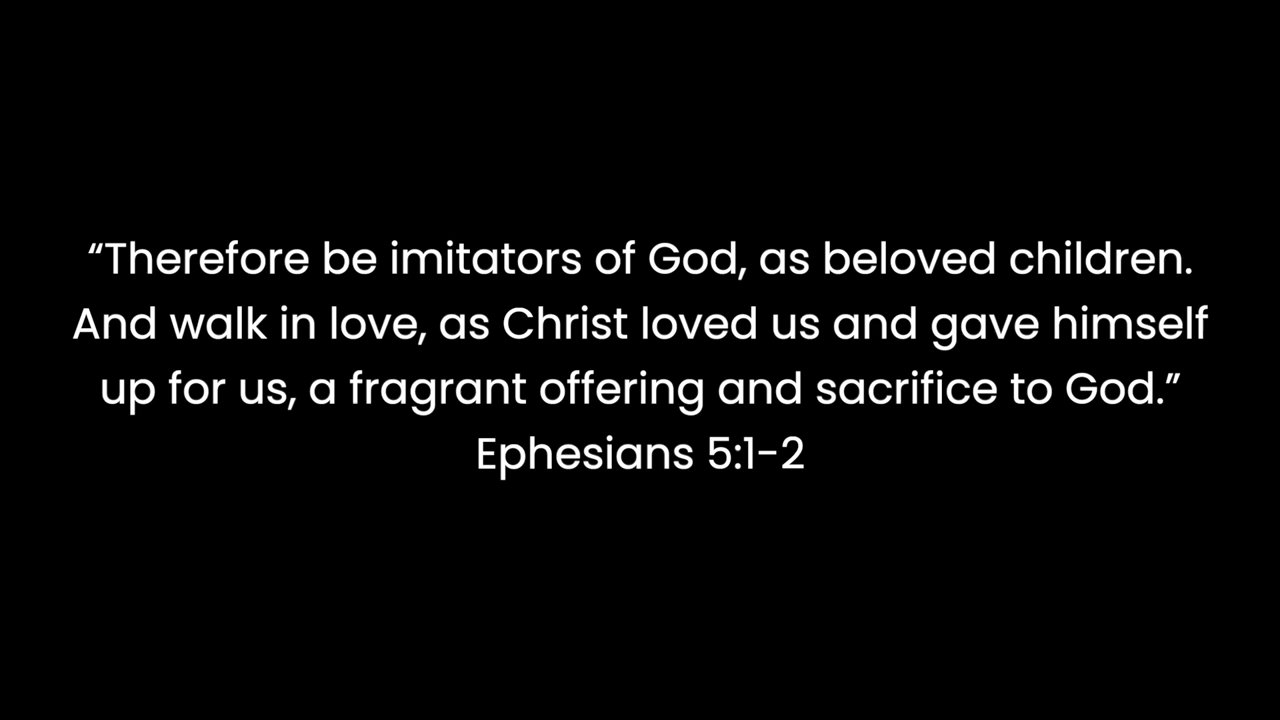 “Therefore be imitators of God, as beloved children.
And walk in love, as Christ loved us and gave himself
up for us, a fragrant offering and sacrifice to God.”
Ephesians 5:1-2